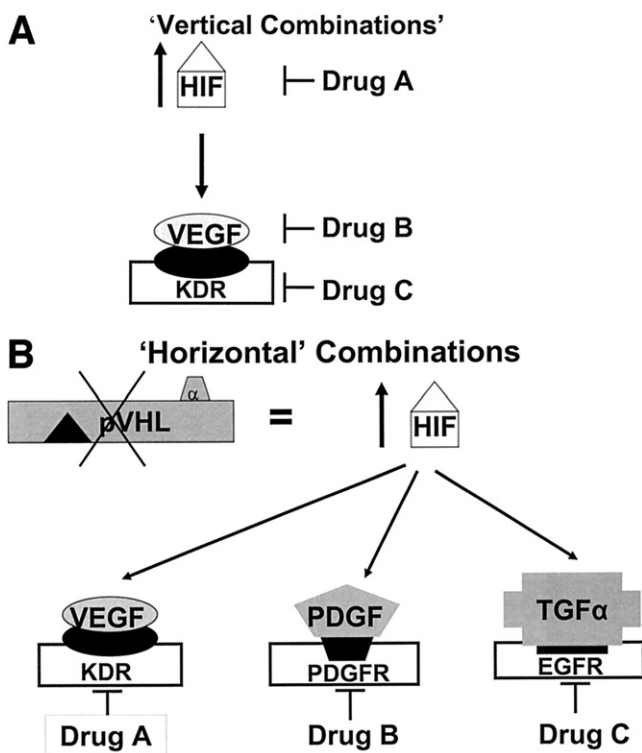 A
'Vertical Combinations'
HIF
Drug A
VEGF
Drug B
KDR
Drug C
B
'Horizontal' Combinations
α
pVHL
=
HIF
VEGF
PDGF
TGFα
KDR
PDGFR
EGFR
Drug A
Drug B
Drug C